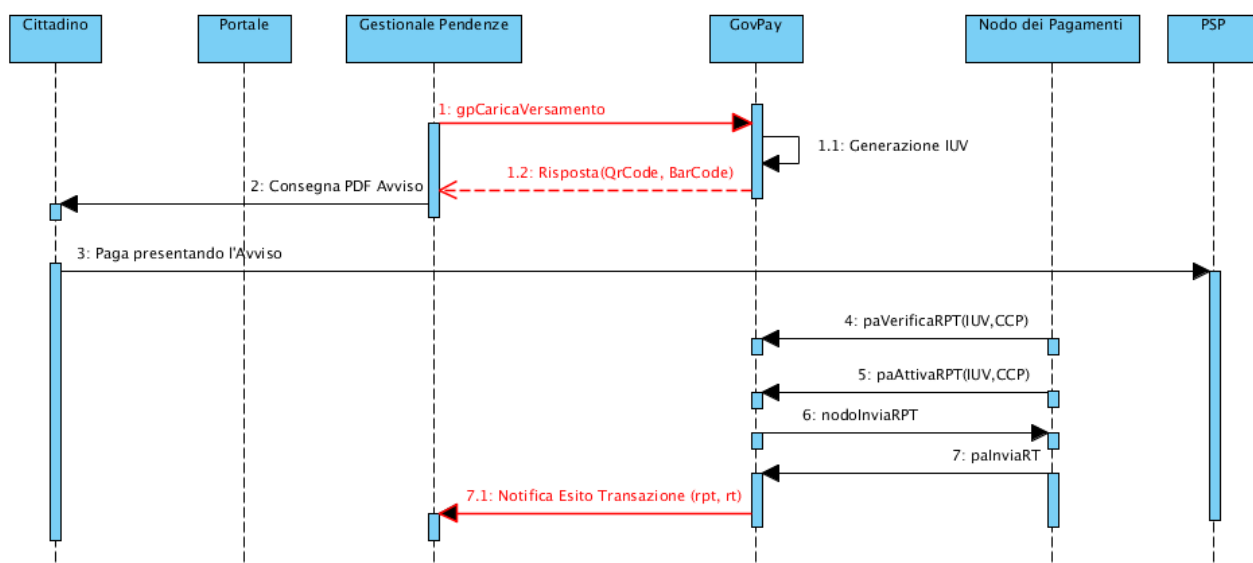 Cittadino
Portale
Gestionale Pendenze
GovPay
Nodo dei Pagamenti
PSP
1: gpCaricaVersamento
1.1: Generazione IUV
1.2: Risposta(QrCode, BarCode)
2: Consegna PDF Avviso
3: Paga presentando l'Avviso
4: paVerificaRPT(IUV,CCP)
5: paAttivaRPT(IUV,CCP)
6: nodoInviaRPT
7: paInviaRT
7.1: Notifica Esito Transazione (rpt, rt)